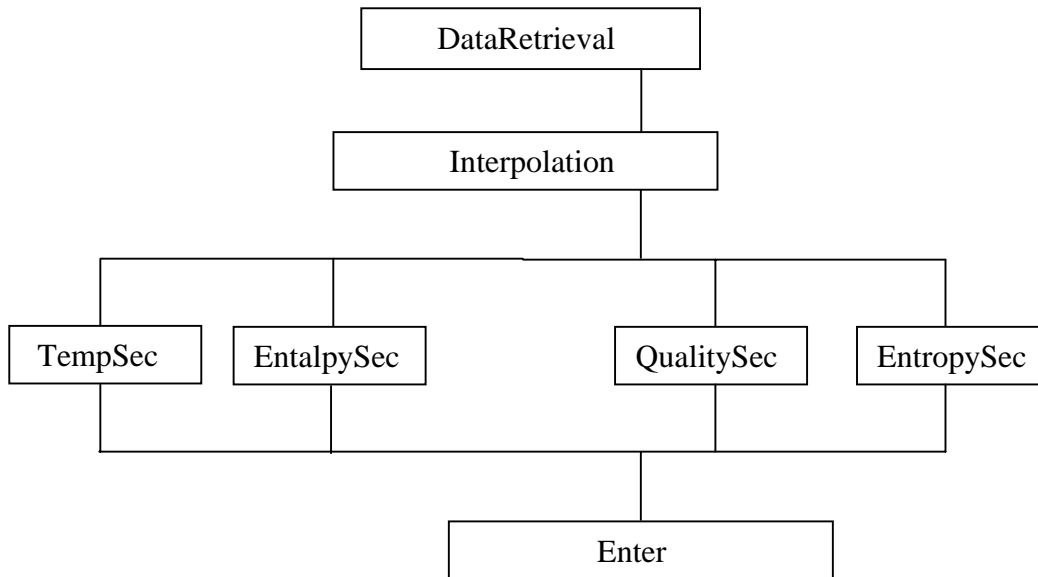 DataRetrieval
Interpolation
TempSec
EntalpySec
QualitySec
EntropySec
Enter